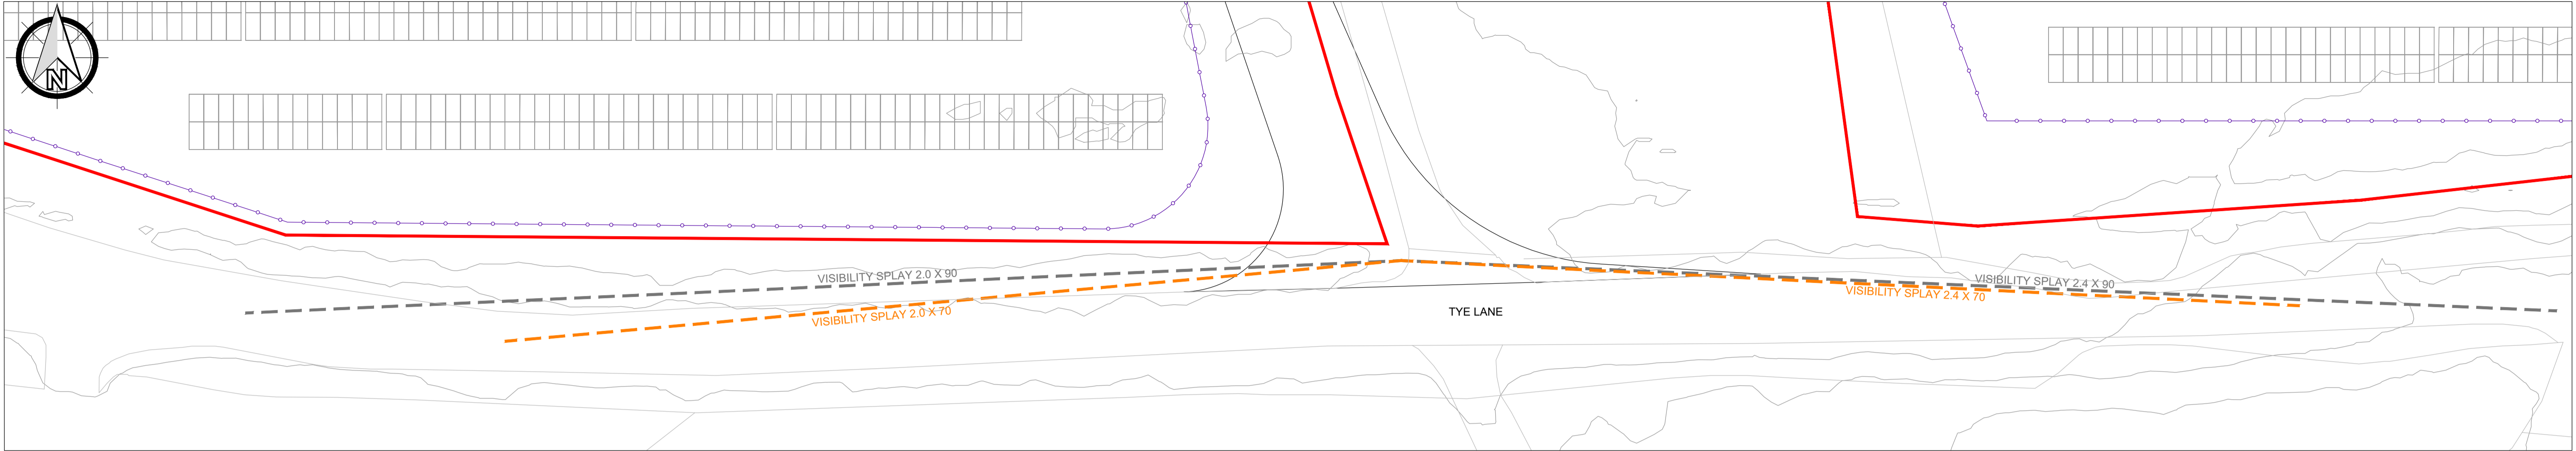 N
VISIBILITY SPLAY 2.0 X 90
VISIBILITY SPLAY 2.4 X 90
VISIBILITY SPLAY 2.4 X 70
VISIBILITY SPLAY 2.0 X 70
TYE LANE